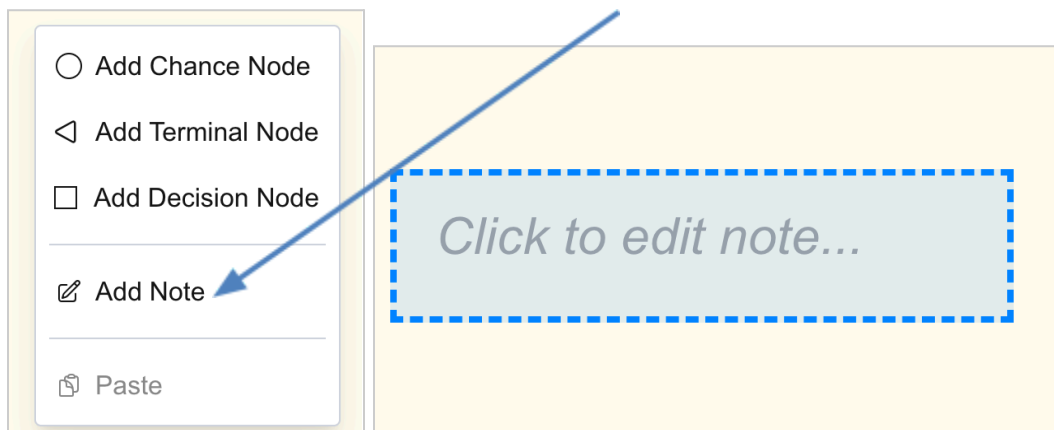 Add Chance Node
Add Terminal Node
Add Decision Node
Add Note
Paste
Click to edit note...